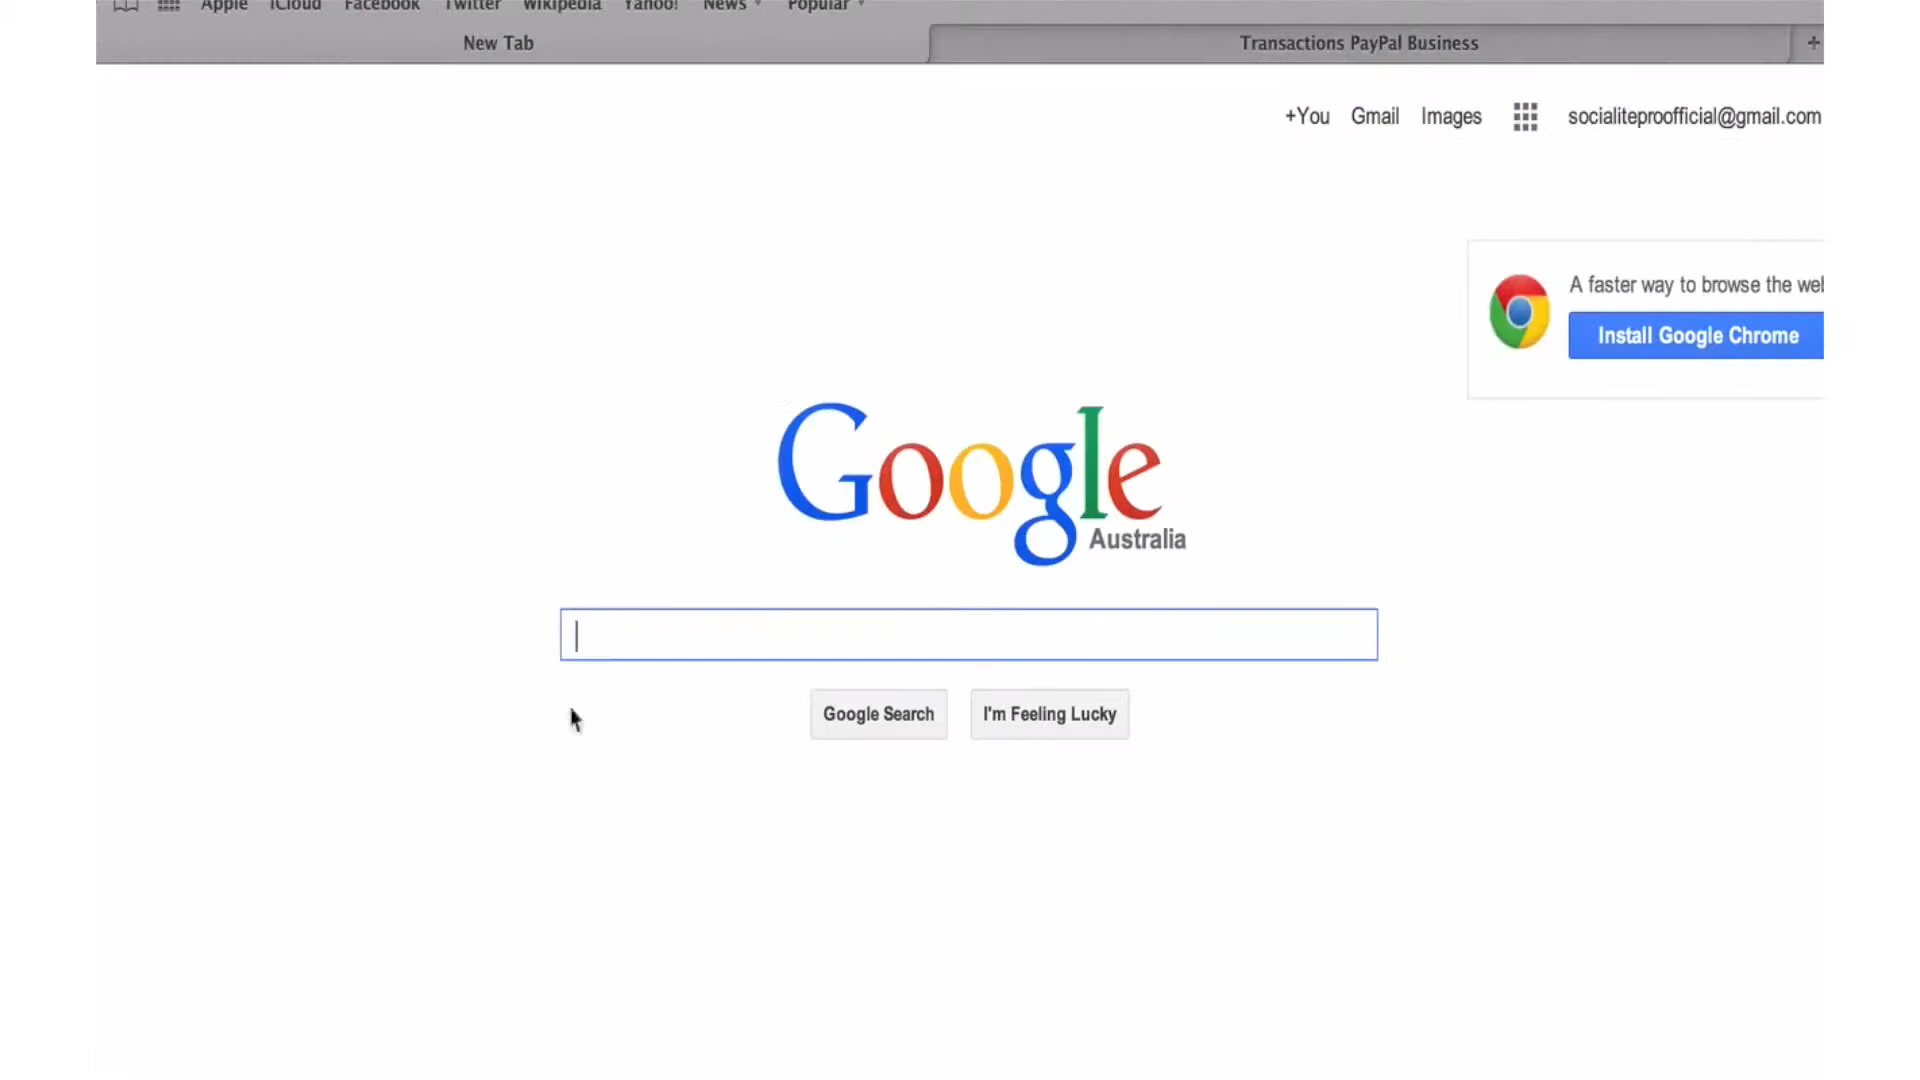 Apple iCloud Facebook Twitter Wikipedia Yahoo! News Popular
New Tab Transactions PayPal Business +
+You Gmail Images socialiteproofficial@gmail.com
A faster way to browse the web
Install Google Chrome
Google
Australia
Google Search I'm Feeling Lucky